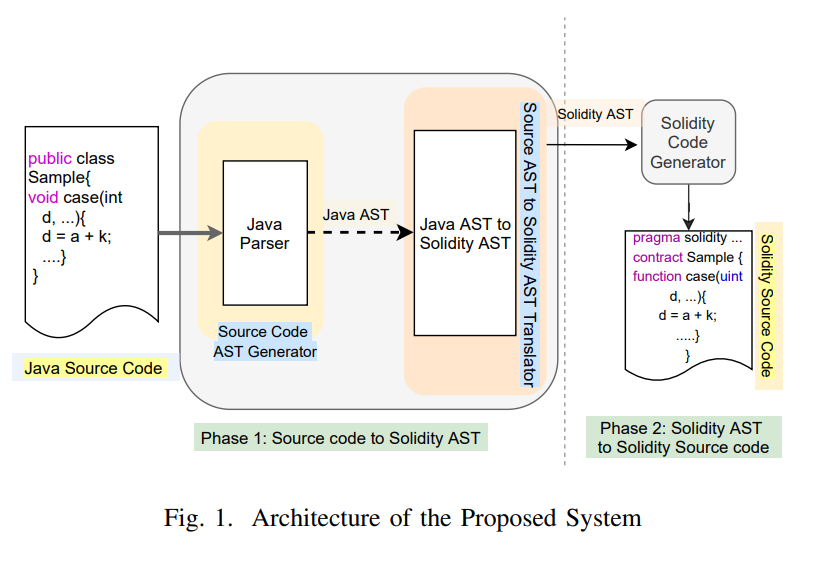 public class
Sample{
void case(int
d, ...){
d = a + k;
....}
}
Java Source Code
Java
Parser
Source Code
AST Generator
Java AST
Java AST to
Solidity AST
Source AST to Solidity AST Translator
Phase 1: Source code to Solidity AST
Solidity AST
Solidity
Code
Generator
pragma solidity ...
contract Sample {
function case(uint
d, ...){
d = a + k;
.....}
}
Solidity Source Code
Phase 2: Solidity AST
to Solidity Source code
Fig. 1. Architecture of the Proposed System